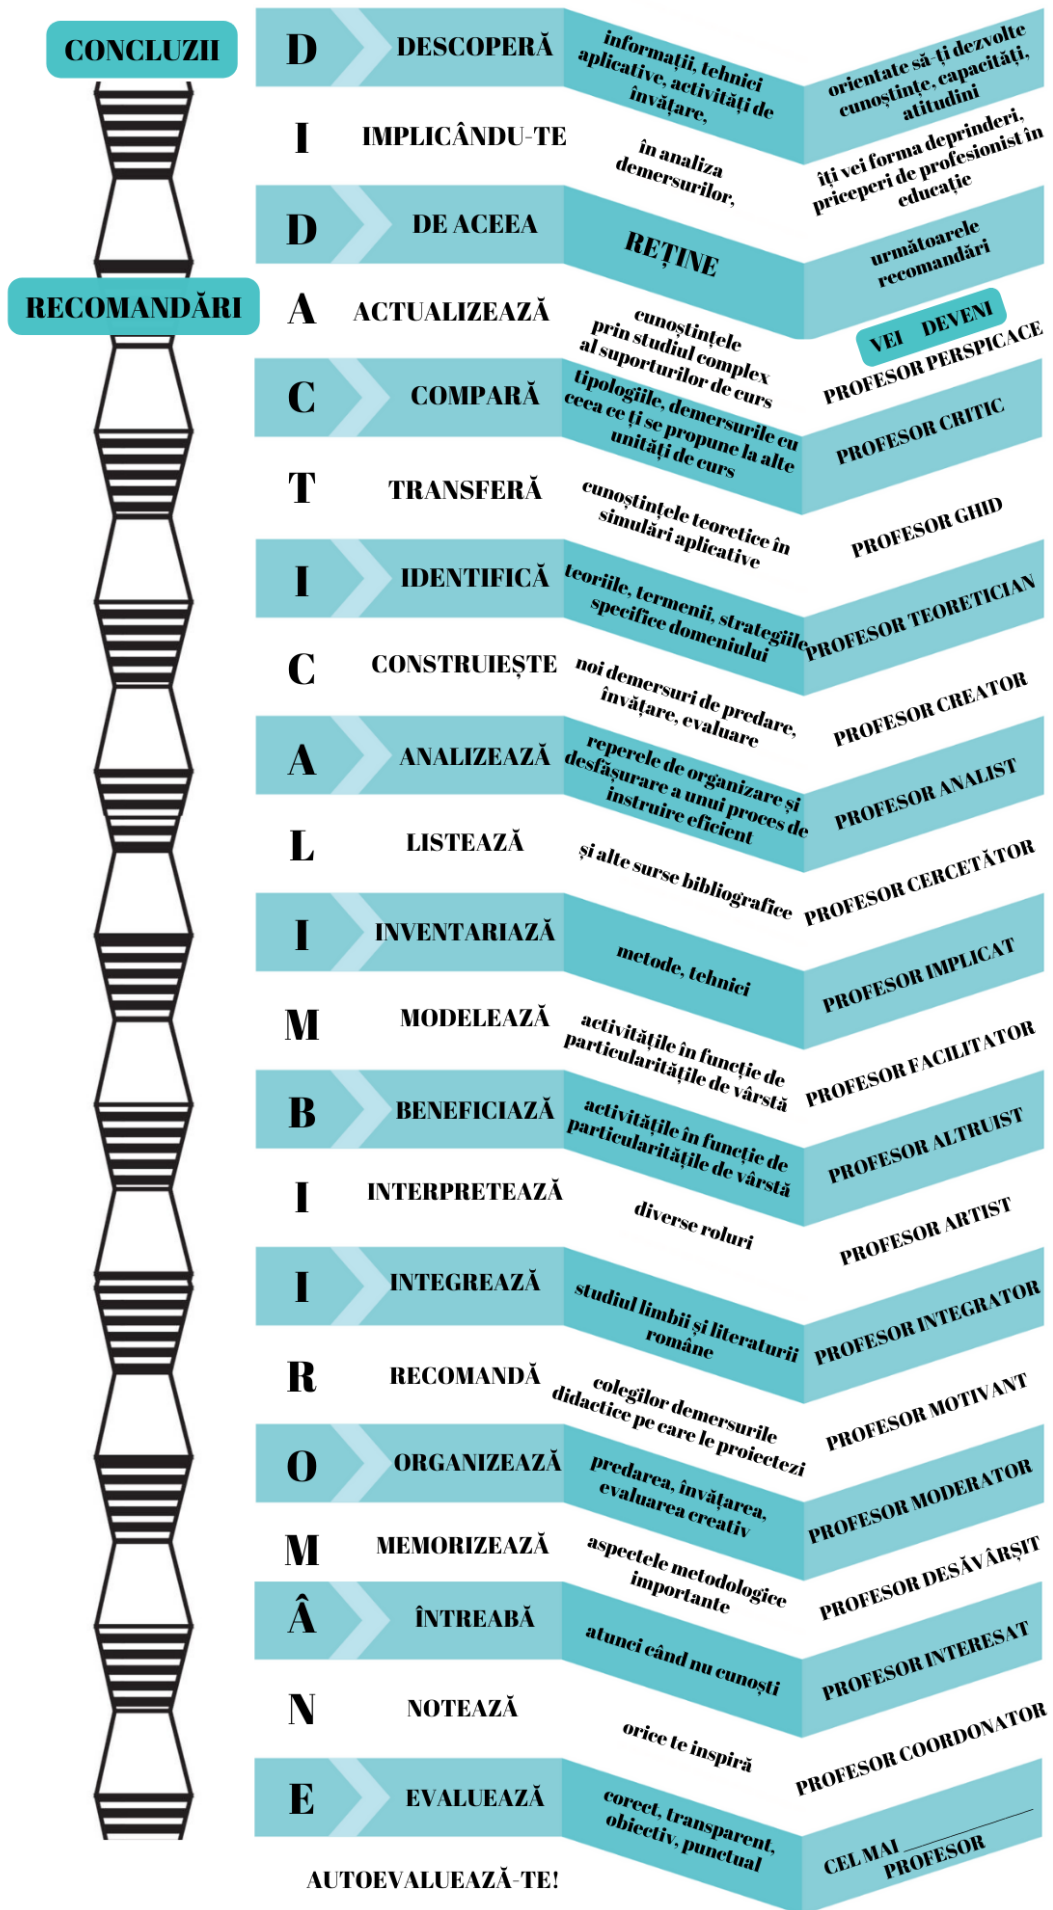 CONCLUZII
D
DESCOPERĂ
informații, tehnici
aplicative, activități de
învățare,
orientate să-ți dezvolte
cunoștințe, capacități,
atitudini
I
IMPLICÂNDU-TE
în analiza
demersurilor,
îți vei forma deprinderi,
priceperi de profesionist în
educație
D
DE ACEEA
REȚINE
următoarele
recomandări
RECOMANDĂRI
A
ACTUALIZEAZĂ
cunoștințele
prin studiul complex
al suporturilor de curs
VEI DEVENI
PROFESOR PERSPICACE
C
COMPARĂ
tipologiile, demersurile cu
ceea ce ți se propune la alte
unități de curs
PROFESOR CRITIC
T
TRANSFERĂ
cunoștințele teoretice în
simulări aplicative
PROFESOR GHID
I
IDENTIFICĂ
teoriile, termenii, strategiile
specifice domeniului
PROFESOR TEORETICIAN
C
CONSTRUIEȘTE
noi demersuri de predare,
învățare, evaluare
PROFESOR CREATOR
A
ANALIZEAZĂ
reperele de organizare și
desfășurare a unui proces de
instruire eficient
PROFESOR ANALIST
L
LISTEAZĂ
și alte surse bibliografice
PROFESOR CERCETĂTOR
I
INVENTARIAZĂ
metode, tehnici
PROFESOR IMPLICAT
M
MODELEAZĂ
activitățile în funcție de
particularitățile de vârstă
PROFESOR FACILITATOR
B
BENEFICIAZĂ
activitățile în funcție de
particularitățile de vârstă
PROFESOR ALTRUIST
I
INTERPRETEAZĂ
diverse roluri
PROFESOR ARTIST
I
INTEGREAZĂ
studiul limbii și literaturii
române
PROFESOR INTEGRATOR
R
RECOMANDĂ
colegilor demersurile
didactice pe care le proiectezi
PROFESOR MOTIVANT
O
ORGANIZEAZĂ
predarea, învățarea,
evaluarea creativ
PROFESOR MODERATOR
M
MEMORIZEAZĂ
aspectele metodologice
importante
PROFESOR DESĂVÂRȘIT
Â
ÎNTREABĂ
atunci când nu cunoști
PROFESOR INTERESAT
N
NOTEAZĂ
orice te inspiră
PROFESOR COORDONATOR
E
EVALUEAZĂ
corect, transparent,
obiectiv, punctual
CEL MAI ____________
PROFESOR
AUTOEVALUEAZĂ-TE!